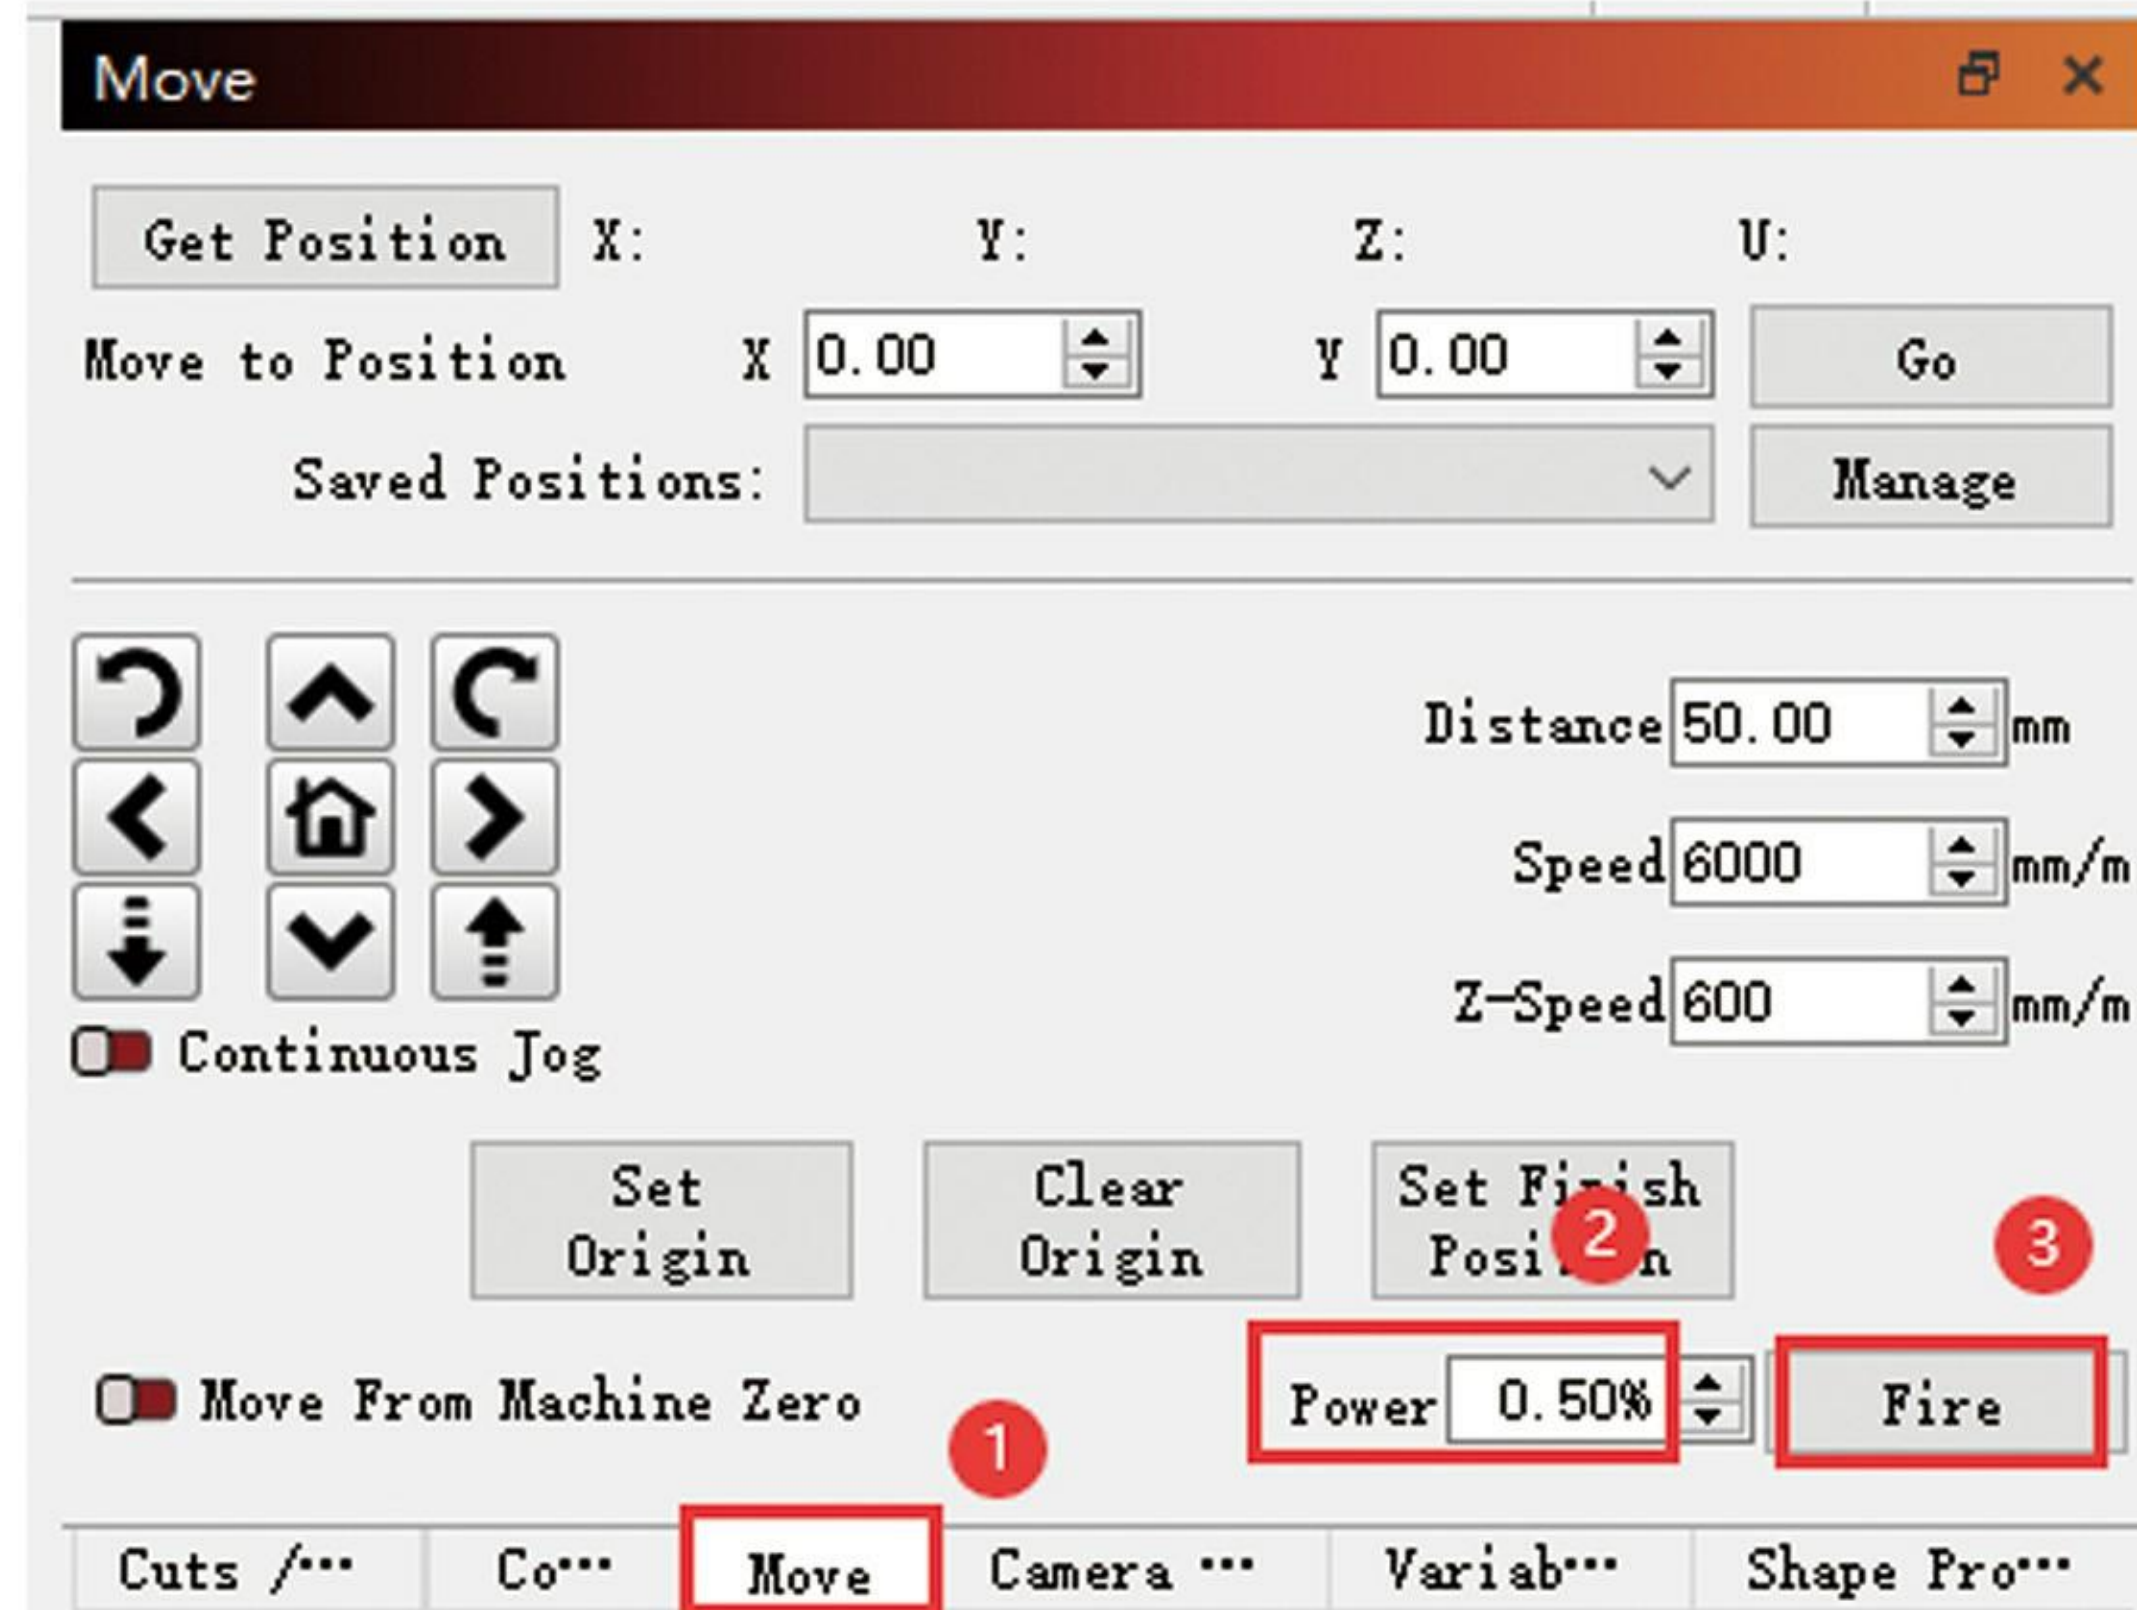 Move
Get Position X: Y: Z: U:
Move to Position X 0.00 Y 0.00 Go
Saved Positions: Manage
Distance 50.00 mm
Speed 6000 mm/m
Z-Speed 600 mm/m
Continuous Jog
Set Origin
Clear Origin
Set Finish
2 3
Move From Machine Zero Power 0.50% Fire
1
Cuts /... Co... Move Camera ... Variab... Shape Pro...